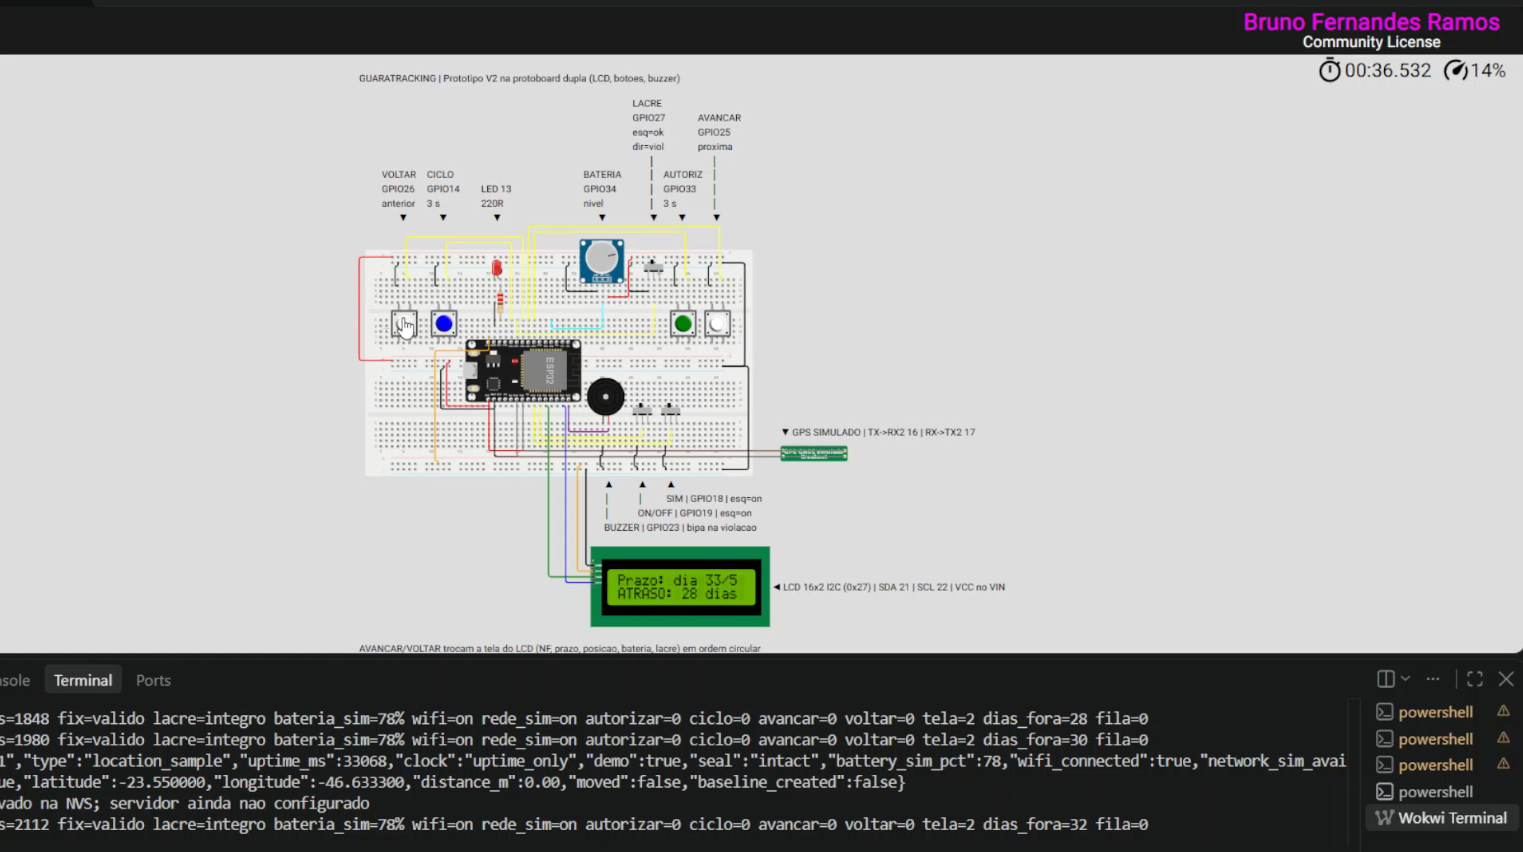 Bruno Fernandes Ramos
Community License
00:36.532 14%
GUARATRACKING | Prototipo V2 na protoboard dupla (LCD, botoes, buzzer)
LACRE
GPIO27
esq=ok
dir=viol
AVANCAR
GPIO25
proxima
VOLTAR
GPIO26
anterior
CICLO
GPIO14
3 s
LED 13
220R
BATERIA
GPIO34
nivel
AUTORIZ
GPIO33
3 s
ESP32
▼ GPS SIMULADO | TX->RX2 16 | RX->TX2 17
SIM | GPIO18 | esq=on
ON/OFF | GPIO19 | esq=on
BUZZER | GPIO23 | bipa na violacao
Prazo: dia 33/5
ATRASO: 28 dias
◄ LCD 16x2 I2C (0x27) | SDA 21 | SCL 22 | VCC no VIN
AVANCAR/VOLTAR trocam a tela do LCD (NF, prazo, posicao, bateria, lacre) em ordem circular
nsole Terminal Ports
s=1848 fix=valido lacre=integro bateria_sim=78% wifi=on rede_sim=on autorizar=0 ciclo=0 avancar=0 voltar=0 tela=2 dias_fora=28 fila=0
s=1980 fix=valido lacre=integro bateria_sim=78% wifi=on rede_sim=on autorizar=0 ciclo=0 avancar=0 voltar=0 tela=2 dias_fora=30 fila=0
1","type":"location_sample","uptime_ms":33068,"clock":"uptime_only","demo":true,"seal":"intact","battery_sim_pct":78,"wifi_connected":true,"network_sim_avai
ue,"latitude":-23.550000,"longitude":-46.633300,"distance_m":0.00,"moved":false,"baseline_created":false}
vado na NVS; servidor ainda nao configurado
s=2112 fix=valido lacre=integro bateria_sim=78% wifi=on rede_sim=on autorizar=0 ciclo=0 avancar=0 voltar=0 tela=2 dias_fora=32 fila=0
powershell
powershell
powershell
powershell
Wokwi Terminal